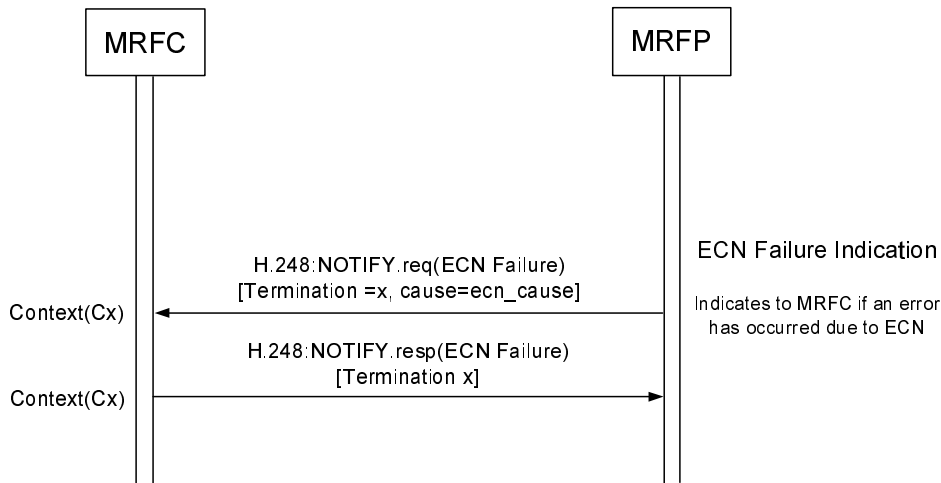 MRFC
MRFP
ECN Failure Indication
H.248:NOTIFY.req(ECN Failure)
[Termination =x, cause=ecn_cause]
Context(Cx)
Indicates to MRFC if an error
has occurred due to ECN
H.248:NOTIFY.resp(ECN Failure)
[Termination x]
Context(Cx)